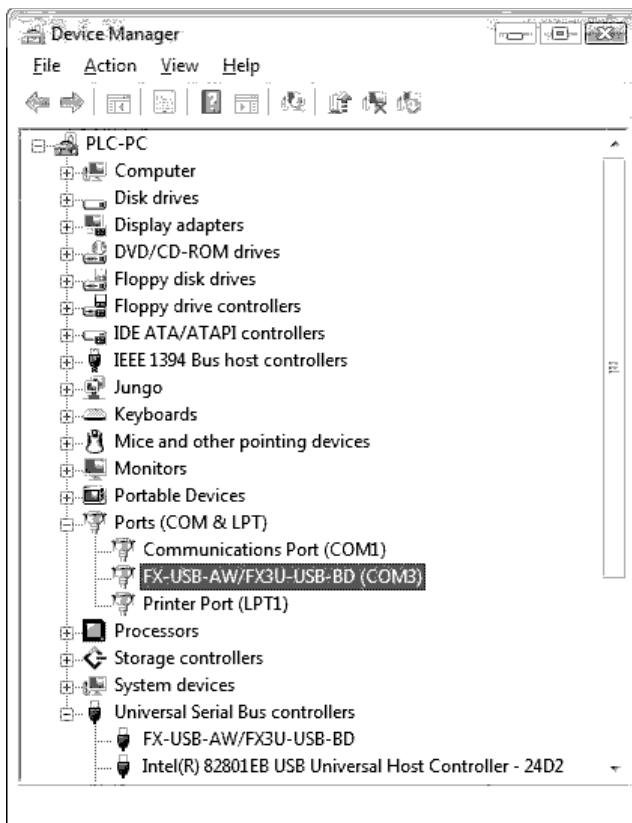 Device Manager
File Action View Help
PLC-PC
Computer
Disk drives
Display adapters
DVD/CD-ROM drives
Floppy disk drives
Floppy drive controllers
IDE ATA/ATAPI controllers
IEEE 1394 Bus host controllers
Jungo
Keyboards
Mice and other pointing devices
Monitors
Portable Devices
Ports (COM & LPT)
Communications Port (COM1)
FX-USB-AW/FX3U-USB-BD (COM3)
Printer Port (LPT1)
Processors
Storage controllers
System devices
Universal Serial Bus controllers
FX-USB-AW/FX3U-USB-BD
Intel(R) 82801EB USB Universal Host Controller - 24D2